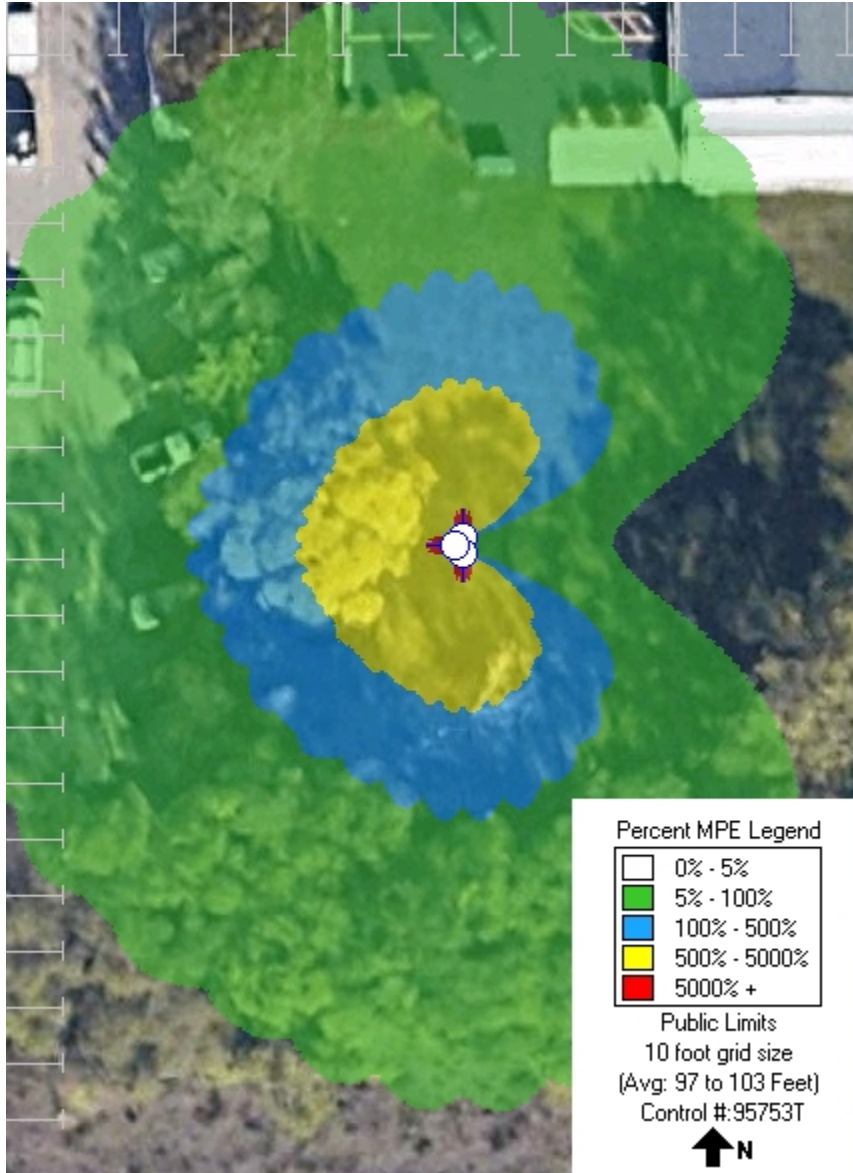 Percent MPE Legend
0% - 5%
5% - 100%
100% - 500%
500% - 5000%
5000% +
Public Limits
10 foot grid size
(Avg: 97 to 103 Feet)
Control #:95753T
N